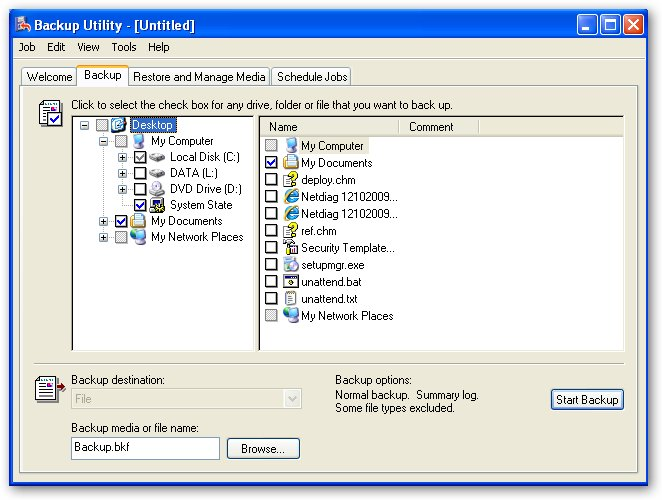 Backup Utility - [Untitled]
Job Edit View Tools Help
Welcome Backup Restore and Manage Media Schedule Jobs
Click to select the check box for any drive, folder or file that you want to back up.
Desktop
My Computer
Local Disk (C:)
DATA (L:)
DVD Drive (D:)
System State
My Documents
My Network Places
Name Comment
My Computer
My Documents
deploy.chm
Netdiag 12102009...
Netdiag 12102009...
ref.chm
Security Template...
setupmgr.exe
unattend.bat
unattend.txt
My Network Places
Backup destination:
File
Backup media or file name:
Backup.bkf
Browse...
Backup options:
Normal backup. Summary log.
Some file types excluded.
Start Backup